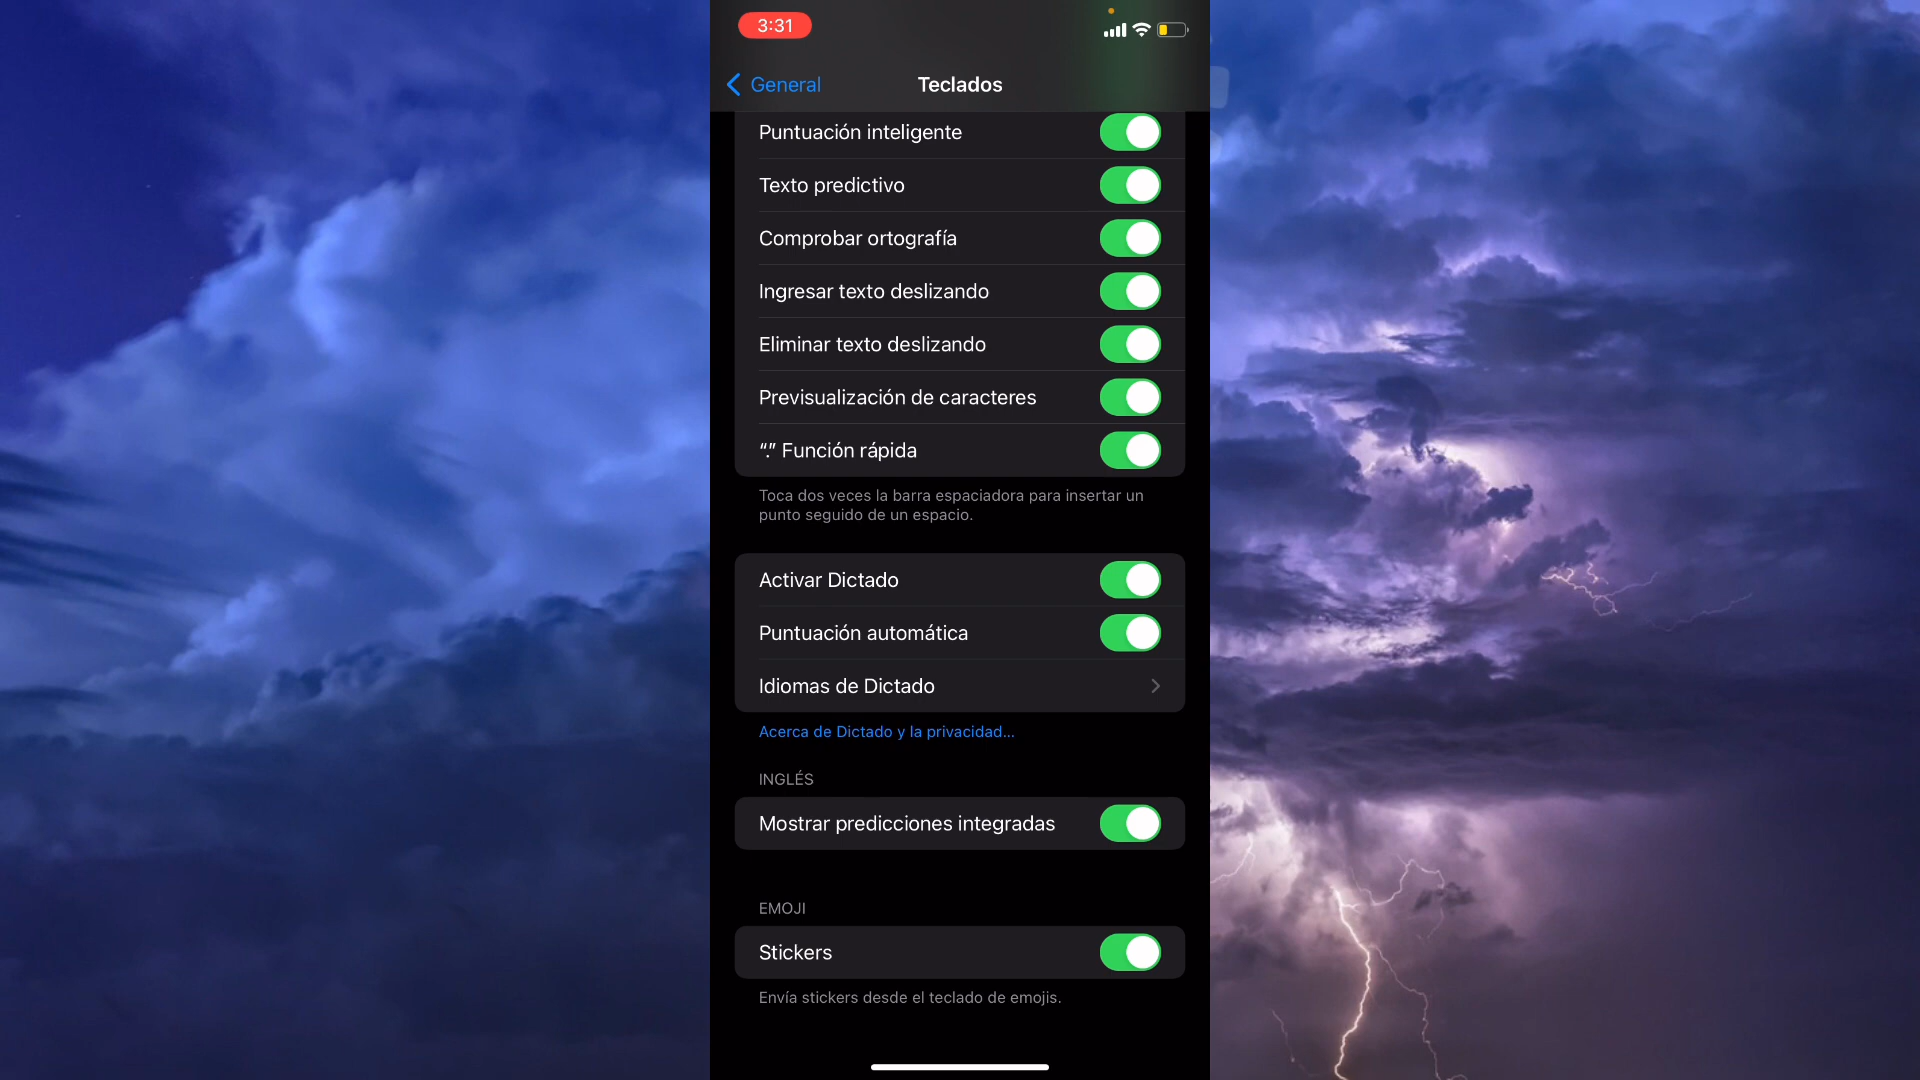 3:31
General
Teclados
Puntuación inteligente
Texto predictivo
Comprobar ortografía
Ingresar texto deslizando
Eliminar texto deslizando
Previsualización de caracteres
“.” Función rápida
Toca dos veces la barra espaciadora para insertar un
punto seguido de un espacio.
Activar Dictado
Puntuación automática
Idiomas de Dictado
Acerca de Dictado y la privacidad...
INGLÉS
Mostrar predicciones integradas
EMOJI
Stickers
Envía stickers desde el teclado de emojis.